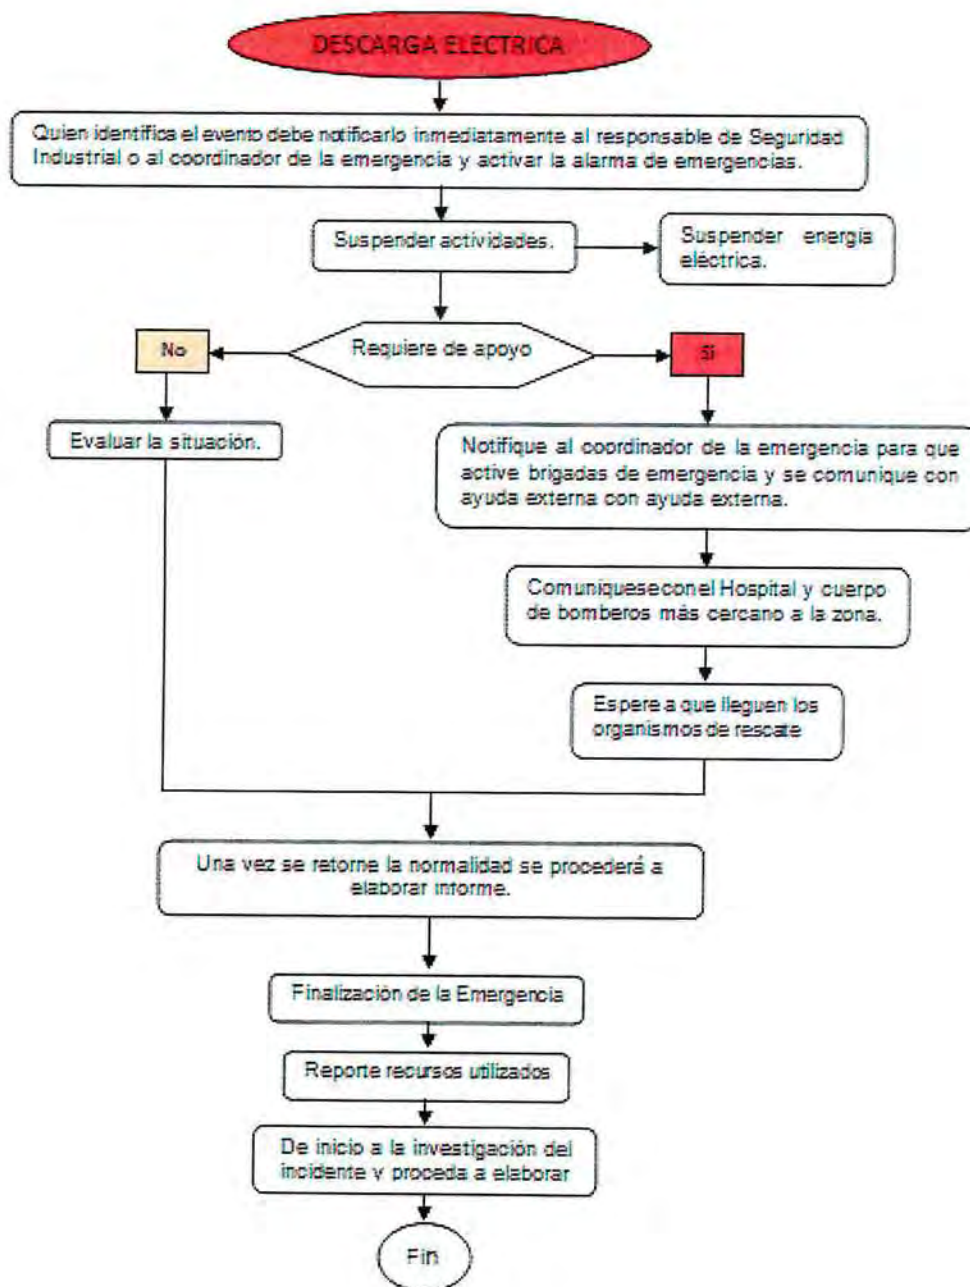 DESCARGA ELECTRICA
Quien identifica el evento debe notificarlo inmediatamente al responsable de Seguridad
Industrial o al coordinador de la emergencia y activar la alarma de emergencias.
Suspender actividades.
Suspender energía
eléctrica.
No
Requiere de apoyo
Si
Evaluar la situación.
Notifique al coordinador de la emergencia para que
active brigadas de emergencia y se comunique con
ayuda externa con ayuda externa.
Comuniquesecon el Hospital y cuerpo
de bomberos más cercano a la zona.
Espere a que lleguen los
organismos de rescate
Una vez se retorne la normalidad se procederá a
elaborar informe.
Finalización de la Emergencia
Reporte recursos utilizados
De inicio a la investigación del
incidente y proceda a elaborar
Fin